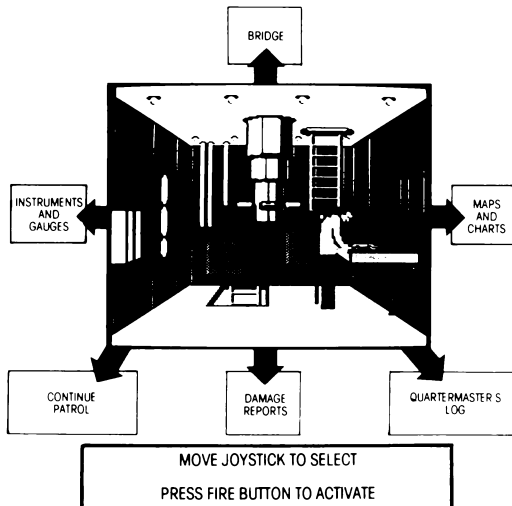 BRIDGE
INSTRUMENTS
AND
GAUGES
MAPS
AND
CHARTS
CONTINUE
PATROL
DAMAGE
REPORTS
QUARTERMASTER S
LOG
MOVE JOYSTICK TO SELECT
PRESS FIRE BUTTON TO ACTIVATE